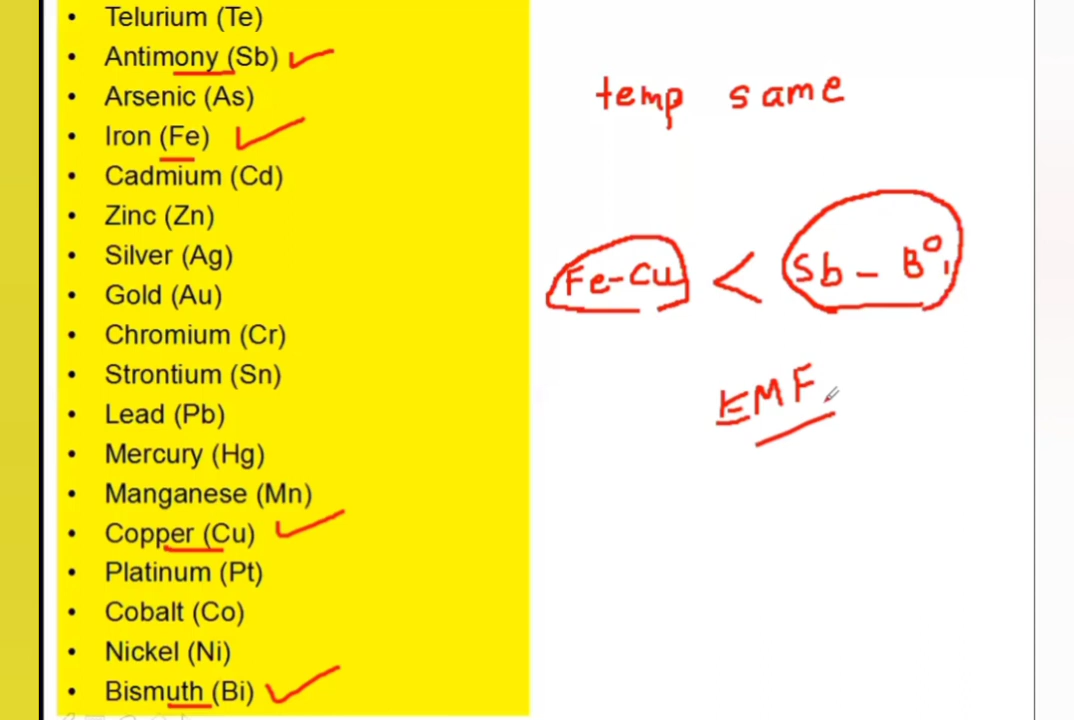 • Telurium (Te)
• Antimony (Sb)
• Arsenic (As)
• Iron (Fe)
• Cadmium (Cd)
• Zinc (Zn)
• Silver (Ag)
• Gold (Au)
• Chromium (Cr)
• Strontium (Sn)
• Lead (Pb)
• Mercury (Hg)
• Manganese (Mn)
• Copper (Cu)
• Platinum (Pt)
• Cobalt (Co)
• Nickel (Ni)
• Bismuth (Bi)
temp same
Fe-Cu < Sb - Bi
EMF